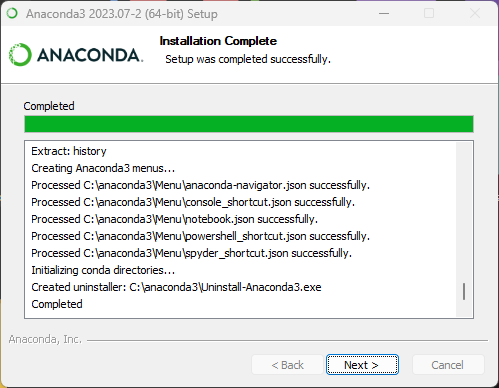 Anaconda3 2023.07-2 (64-bit) Setup
ANACONDA.
Installation Complete
Setup was completed successfully.
Completed
Extract: history
Creating Anaconda3 menus...
Processed C:\anaconda3\Menu\anaconda-navigator.json successfully.
Processed C:\anaconda3\Menu\console_shortcut.json successfully.
Processed C:\anaconda3\Menu\notebook.json successfully.
Processed C:\anaconda3\Menu\powershell_shortcut.json successfully.
Processed C:\anaconda3\Menu\spyder_shortcut.json successfully.
Initializing conda directories...
Created uninstaller: C:\anaconda3\Uninstall-Anaconda3.exe
Completed
Anaconda, Inc.
< Back
Next >
Cancel